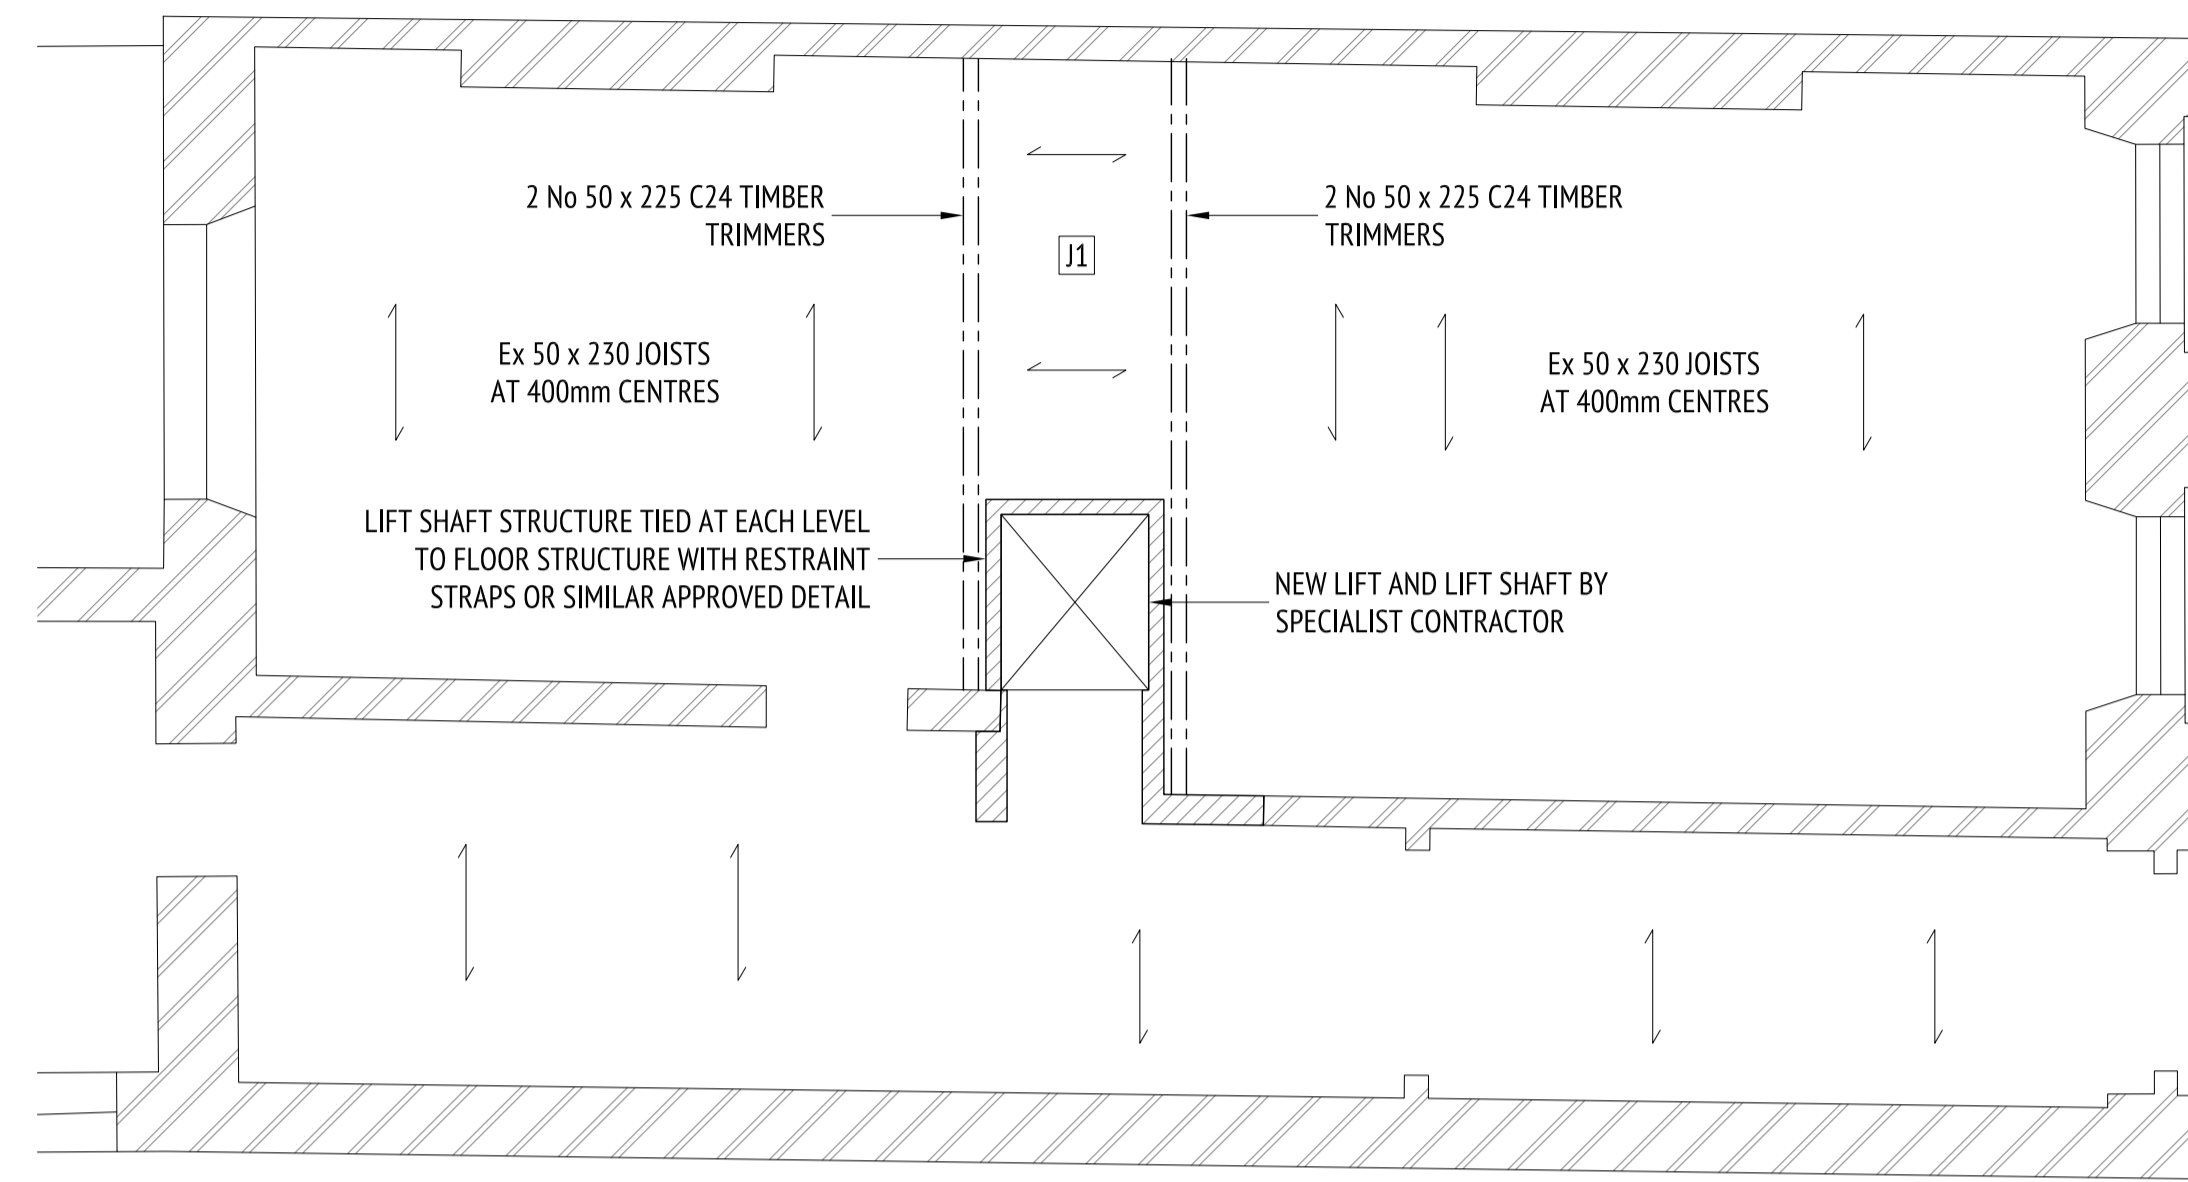 2 No 50 x 225 C24 TIMBER
TRIMMERS
2 No 50 x 225 C24 TIMBER
TRIMMERS
J1
Ex 50 x 230 JOISTS
AT 400mm CENTRES
Ex 50 x 230 JOISTS
AT 400mm CENTRES
LIFT SHAFT STRUCTURE TIED AT EACH LEVEL
TO FLOOR STRUCTURE WITH RESTRAINT
STRAPS OR SIMILAR APPROVED DETAIL
NEW LIFT AND LIFT SHAFT BY
SPECIALIST CONTRACTOR